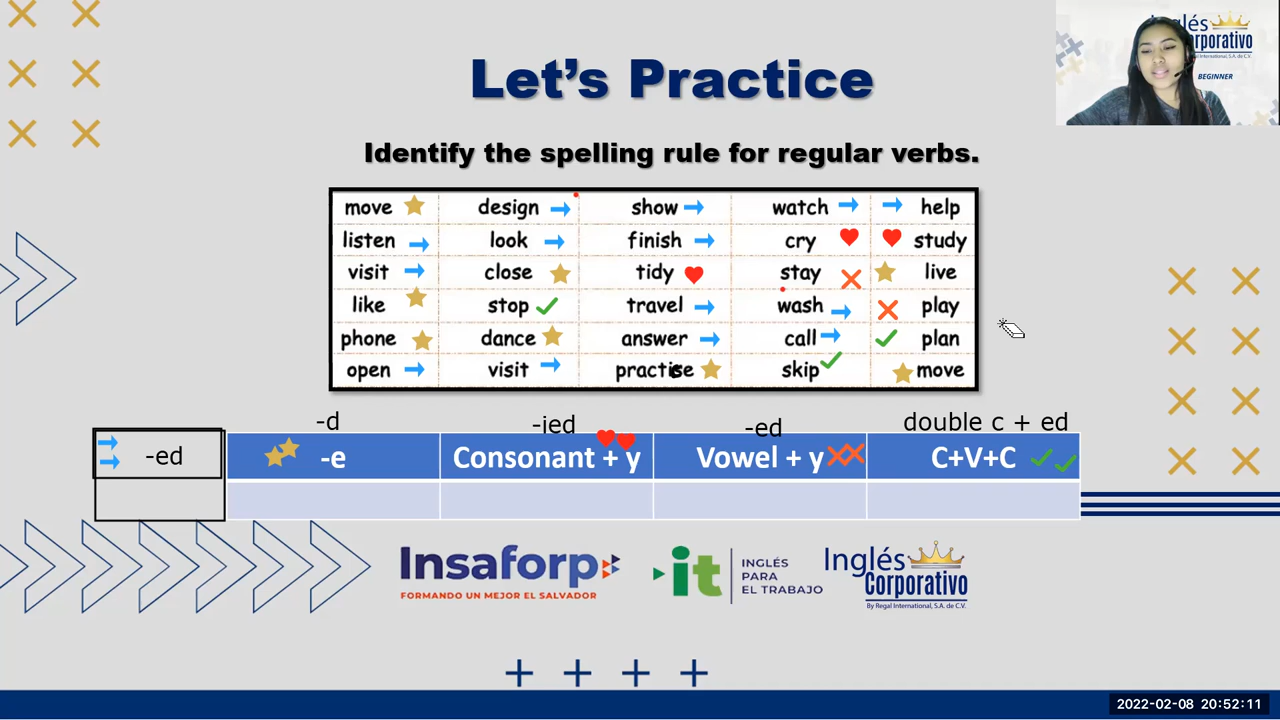 Inglés
Corporativo
By Regal International, S.A. de C.V.
BEGINNER
Let's Practice
Identify the spelling rule for regular verbs.
move design show watch help
listen look finish cry study
visit close tidy stay live
like stop travel wash play
phone dance answer call plan
open visit practise skip move
-d -ied -ed double c + ed
-ed -e Consonant + y Vowel + y C+V+C
Insaforp
FORMANDO UN MEJOR EL SALVADOR
it
INGLÉS
PARA
EL TRABAJO
Inglés
Corporativo
By Regal International, S.A. de C.V.
2022-02-08 20:52:11